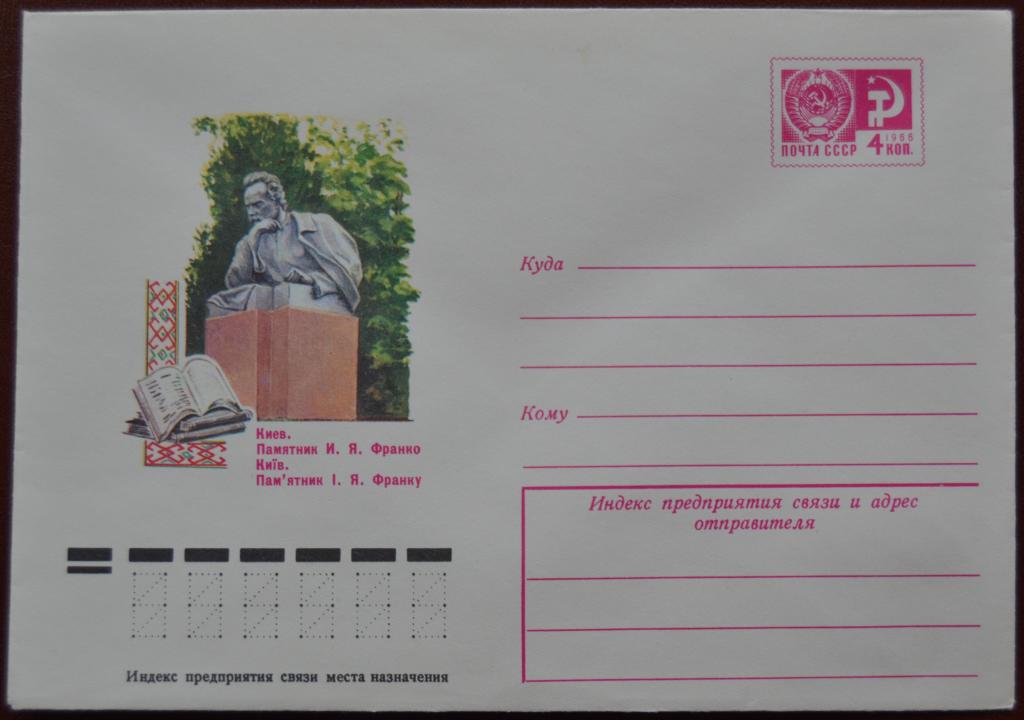 1966
ПОЧТА СССР 4 КОП.
Куда
Кому
Киев.
Памятник И. Я. Франко
Київ.
Пам'ятник І. Я. Франку
Индекс предприятия связи и адрес
отправителя
Индекс предприятия связи места назначения